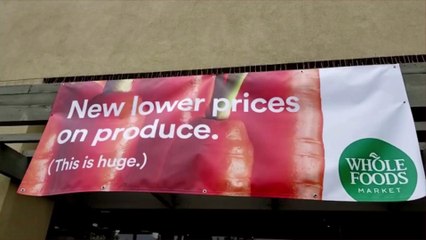 New lower prices
on produce.
(This is huge.)
WHOLE
FOODS
MARKET